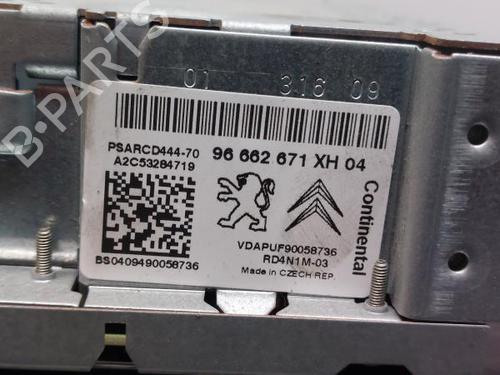 01 316 09
PSARCD444-70
A2C53284719
96 662 671 XH 04
Continental
VDAPUF90058736
RD4N1M-03
Made in CZECH REP.
BS0409490058736
B-PARTS